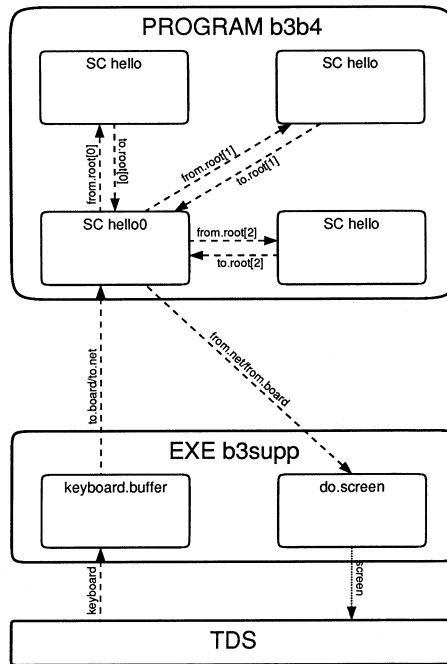 PROGRAM b3b4
SC hello
SC hello
from.root[0]
to.root[0]
from.root[1]
to.root[1]
SC hello0
SC hello
from.root[2]
to.root[2]
to.board/to.net
from.net/from.board
EXE b3supp
keyboard.buffer
do.screen
keyboard
screen
TDS